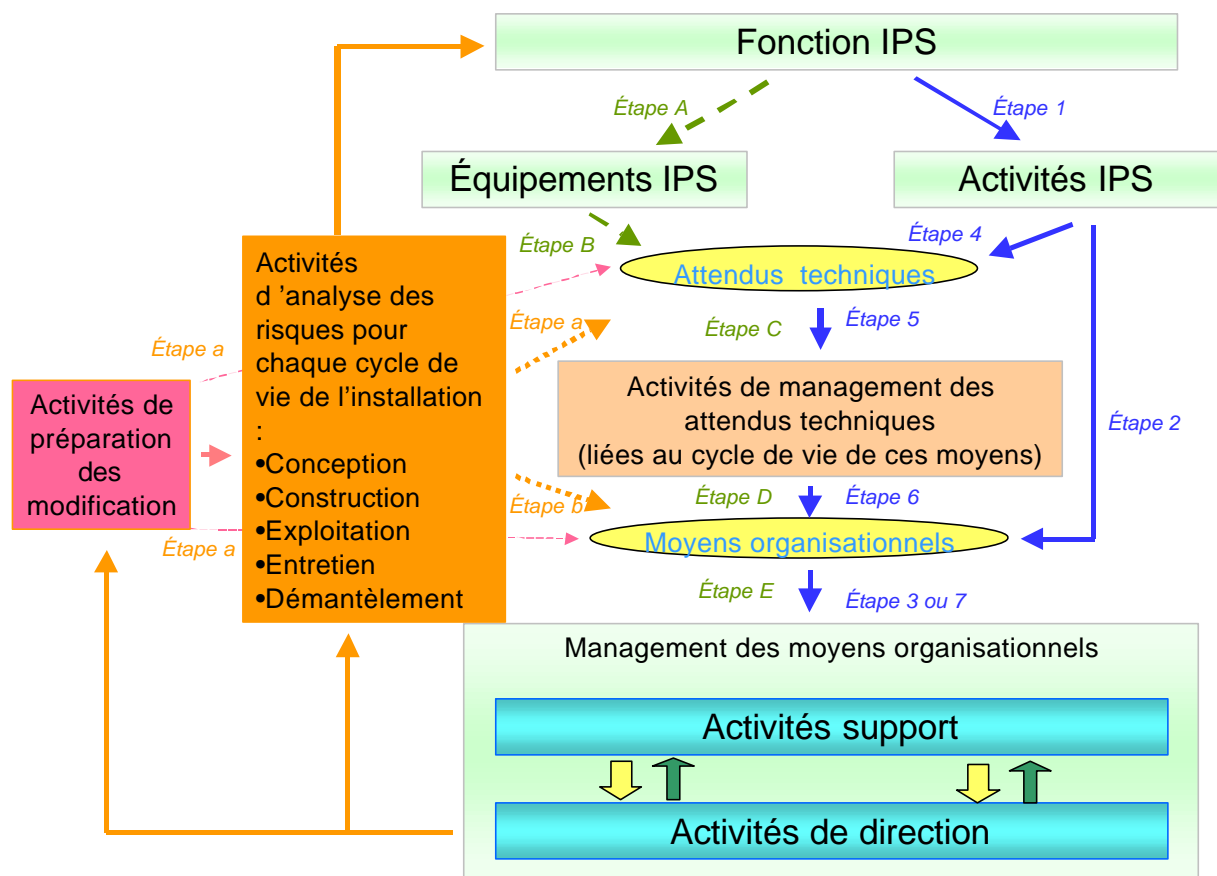 Fonction IPS
Étape A
Étape 1
Équipements IPS
Activités IPS
Étape B
Étape 4
Attendus techniques
Activités
d ’analyse des
risques pour
chaque cycle de
vie de l’installation
:
•Conception
•Construction
•Exploitation
•Entretien
•Démantèlement
Étape a
Étape a
Étape C
Étape 5
Activités de
préparation
des
modification
Activités de management des
attendus techniques
(liées au cycle de vie de ces moyens)
Étape 2
Étape b
Étape D
Étape 6
Étape a
Moyens organisationnels
Étape E
Étape 3 ou 7
Management des moyens organisationnels
Activités support
Activités de direction